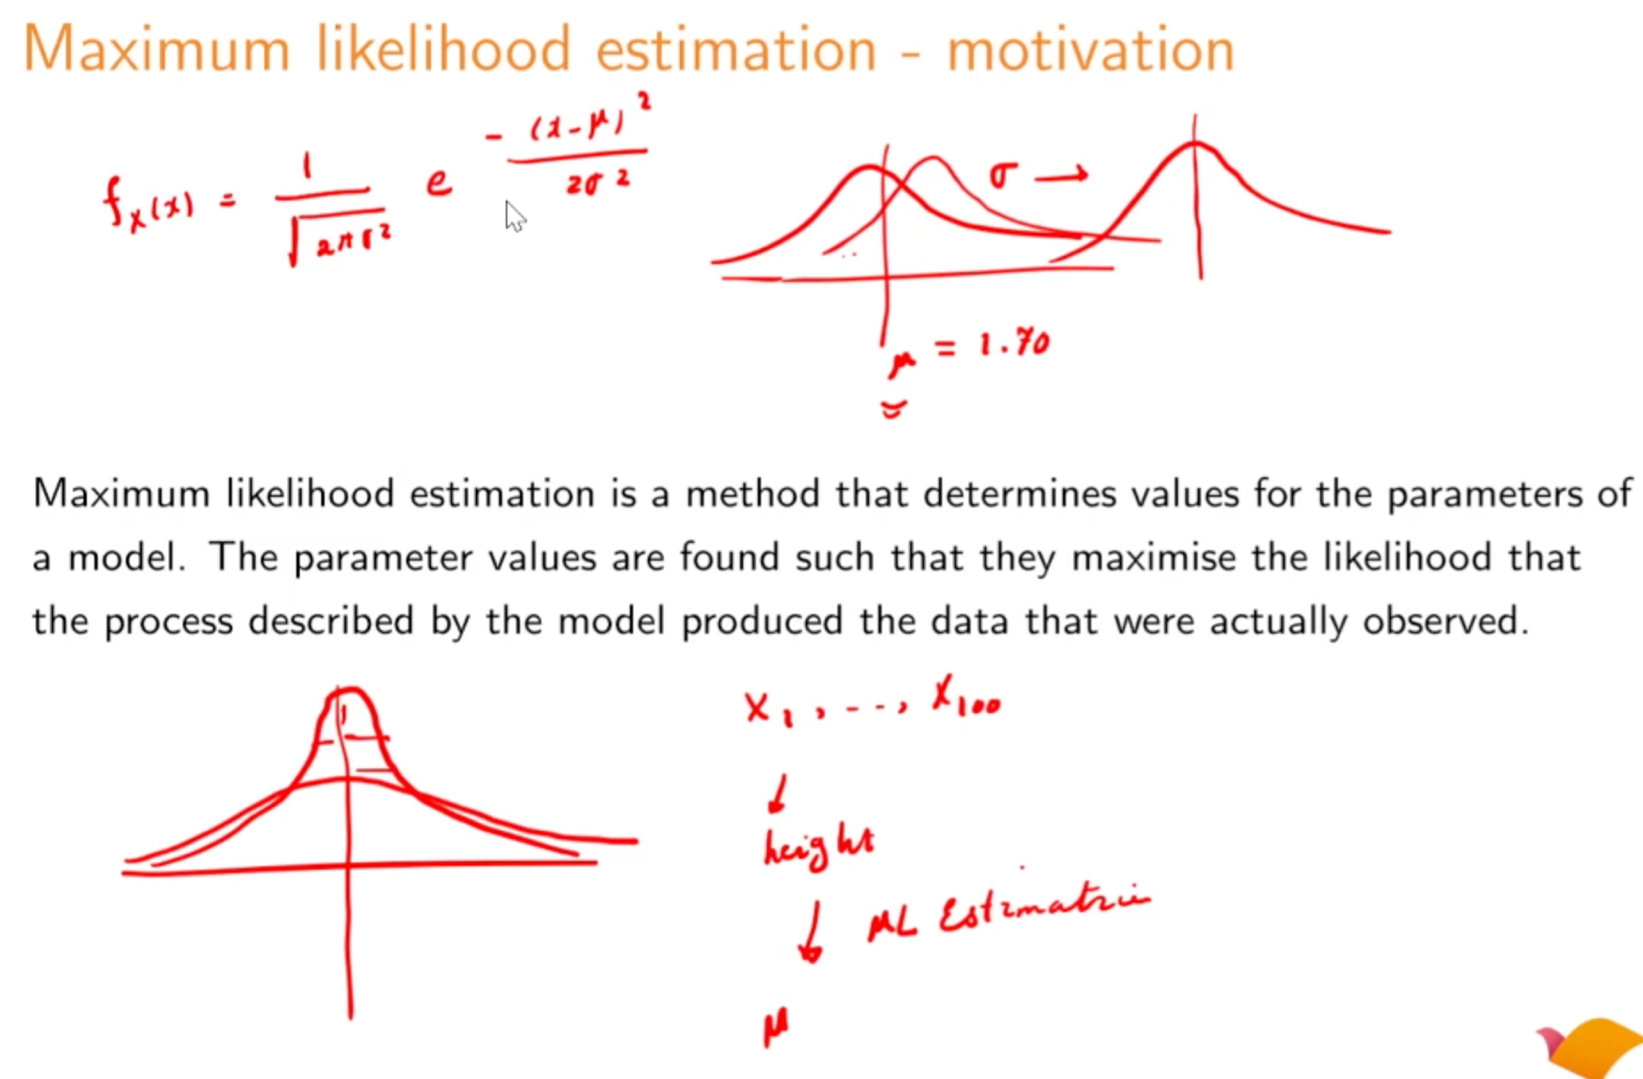 Maximum likelihood estimation - motivation
f_X(x) = 1/√(2πσ²) e^(-(x-μ)²/2σ²)
σ →
μ = 1.70
Maximum likelihood estimation is a method that determines values for the parameters of
a model. The parameter values are found such that they maximise the likelihood that
the process described by the model produced the data that were actually observed.
X₁, ..., X₁₀₀
↓
height
↓ ML Estimation
μ